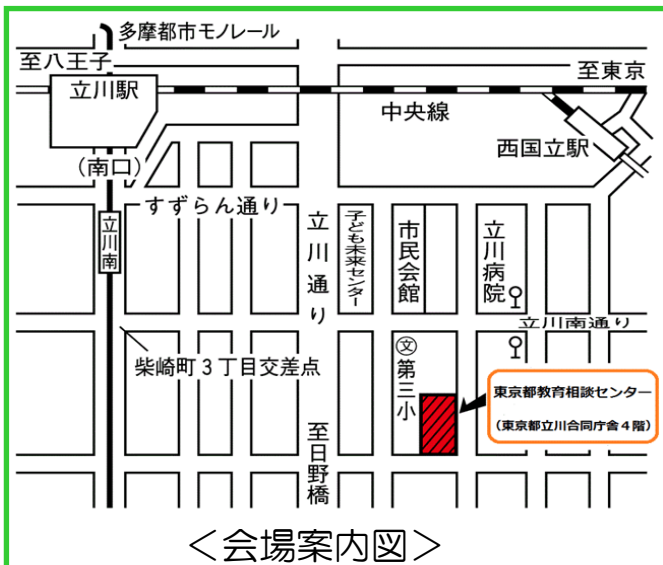 多摩都市モノレール
至八王子
至東京
立川駅
中央線
西国立駅
(南口)
すずらん通り
立川南
立川通り
子ども未来センター
市民会館
立川病院
立川南通り
柴崎町3丁目交差点
文
第三小
東京都教育相談センター
(東京都立川合同庁舎4階)
至日野橋
<会場案内図>